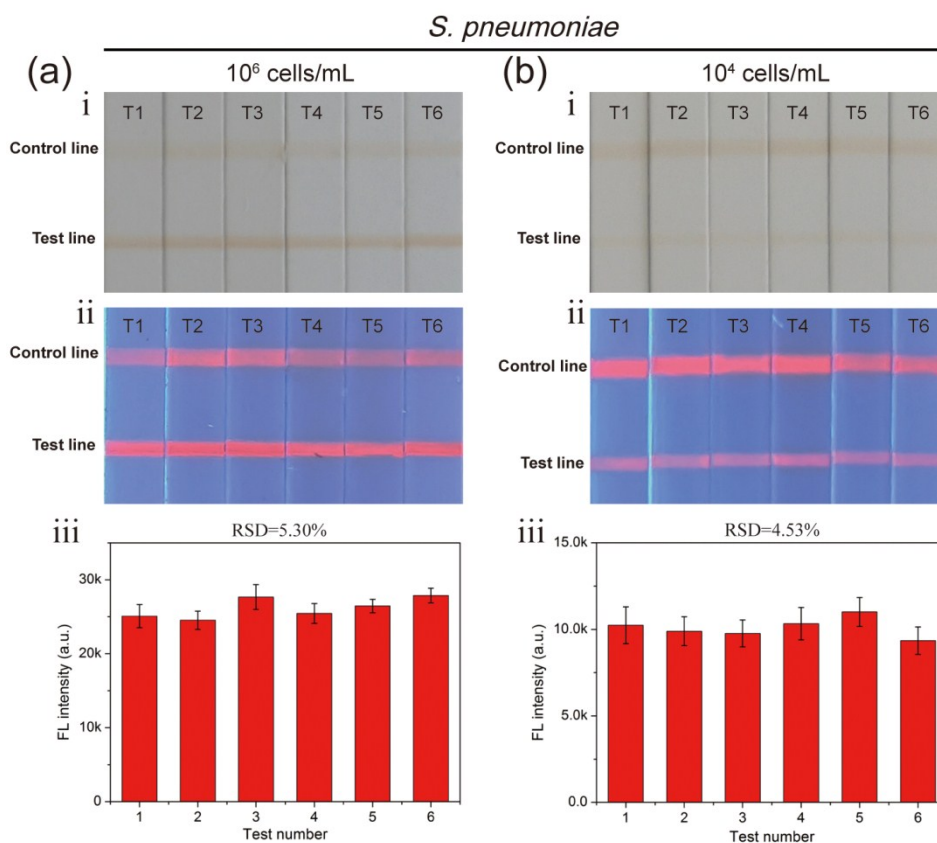 S. pneumoniae
(a)
10⁶ cells/mL
i
T1 T2 T3 T4 T5 T6
Control line
Test line
ii
T1 T2 T3 T4 T5 T6
Control line
Test line
iii
RSD=5.30%
30k
20k
10k
0
FL intensity (a.u.)
1 2 3 4 5 6
Test number
(b)
10⁴ cells/mL
i
T1 T2 T3 T4 T5 T6
Control line
Test line
ii
T1 T2 T3 T4 T5 T6
Control line
Test line
iii
RSD=4.53%
15.0k
10.0k
5.0k
0.0
FL intensity (a.u.)
1 2 3 4 5 6
Test number